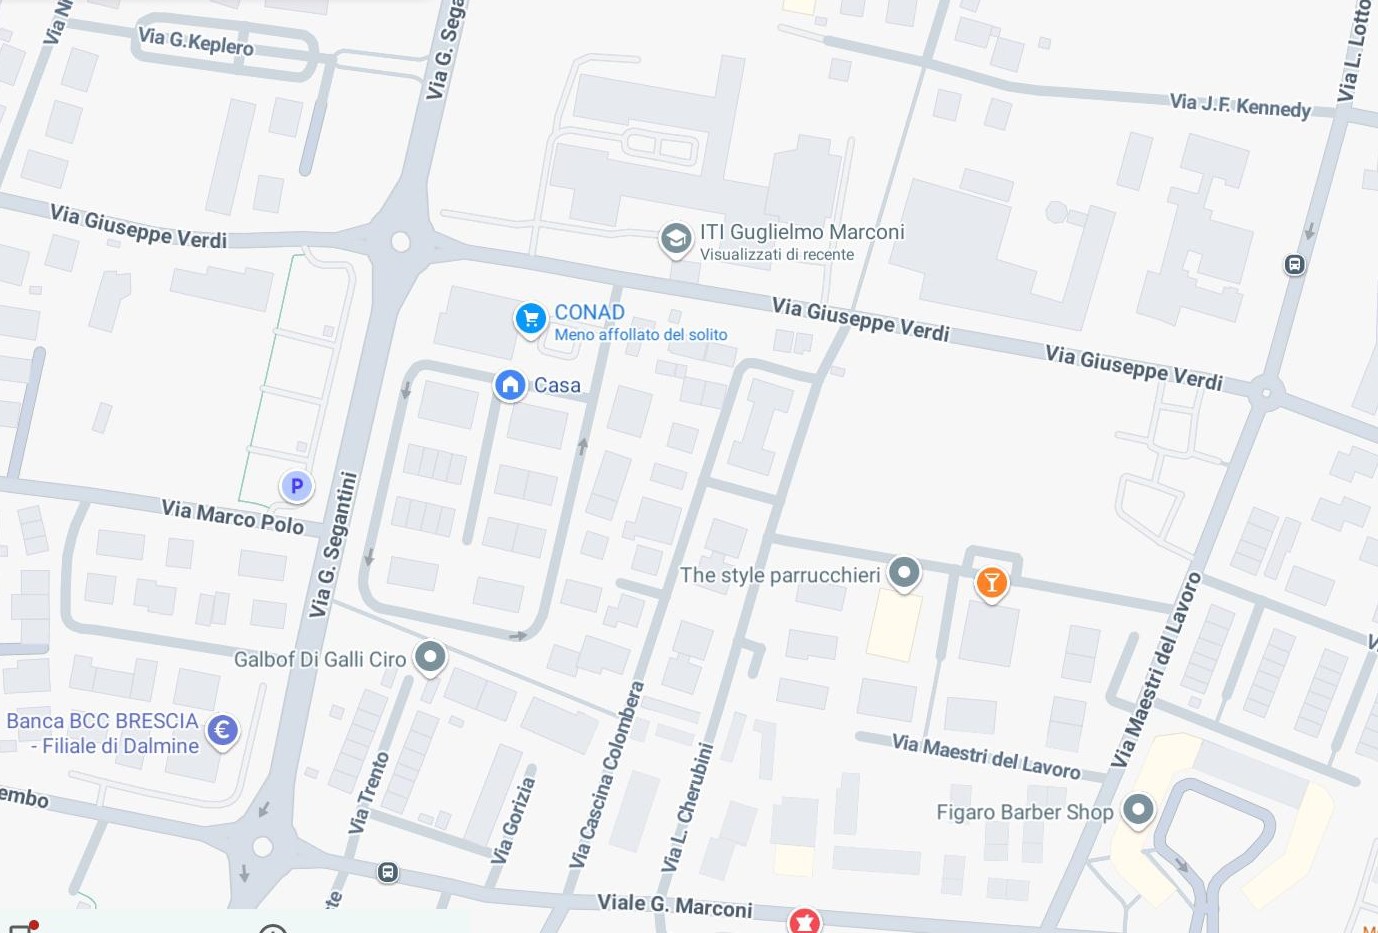 Via G.Keplero
Via G. Sega
Via L. Lotto
Via J.F. Kennedy
Via Giuseppe Verdi
ITI Guglielmo Marconi
Visualizzati di recente
CONAD
Meno affollato del solito
Via Giuseppe Verdi
Via Giuseppe Verdi
Casa
P
Via Marco Polo
Via G. Segantini
The style parrucchieri
Galbof Di Galli Ciro
Via Maestri del Lavoro
Banca BCC BRESCIA
- Filiale di Dalmine
€
Via Cascina Colombera
Via L. Cherubini
Via Maestri del Lavoro
Via Trento
Via Gorizia
Figaro Barber Shop
embo
Viale G. Marconi